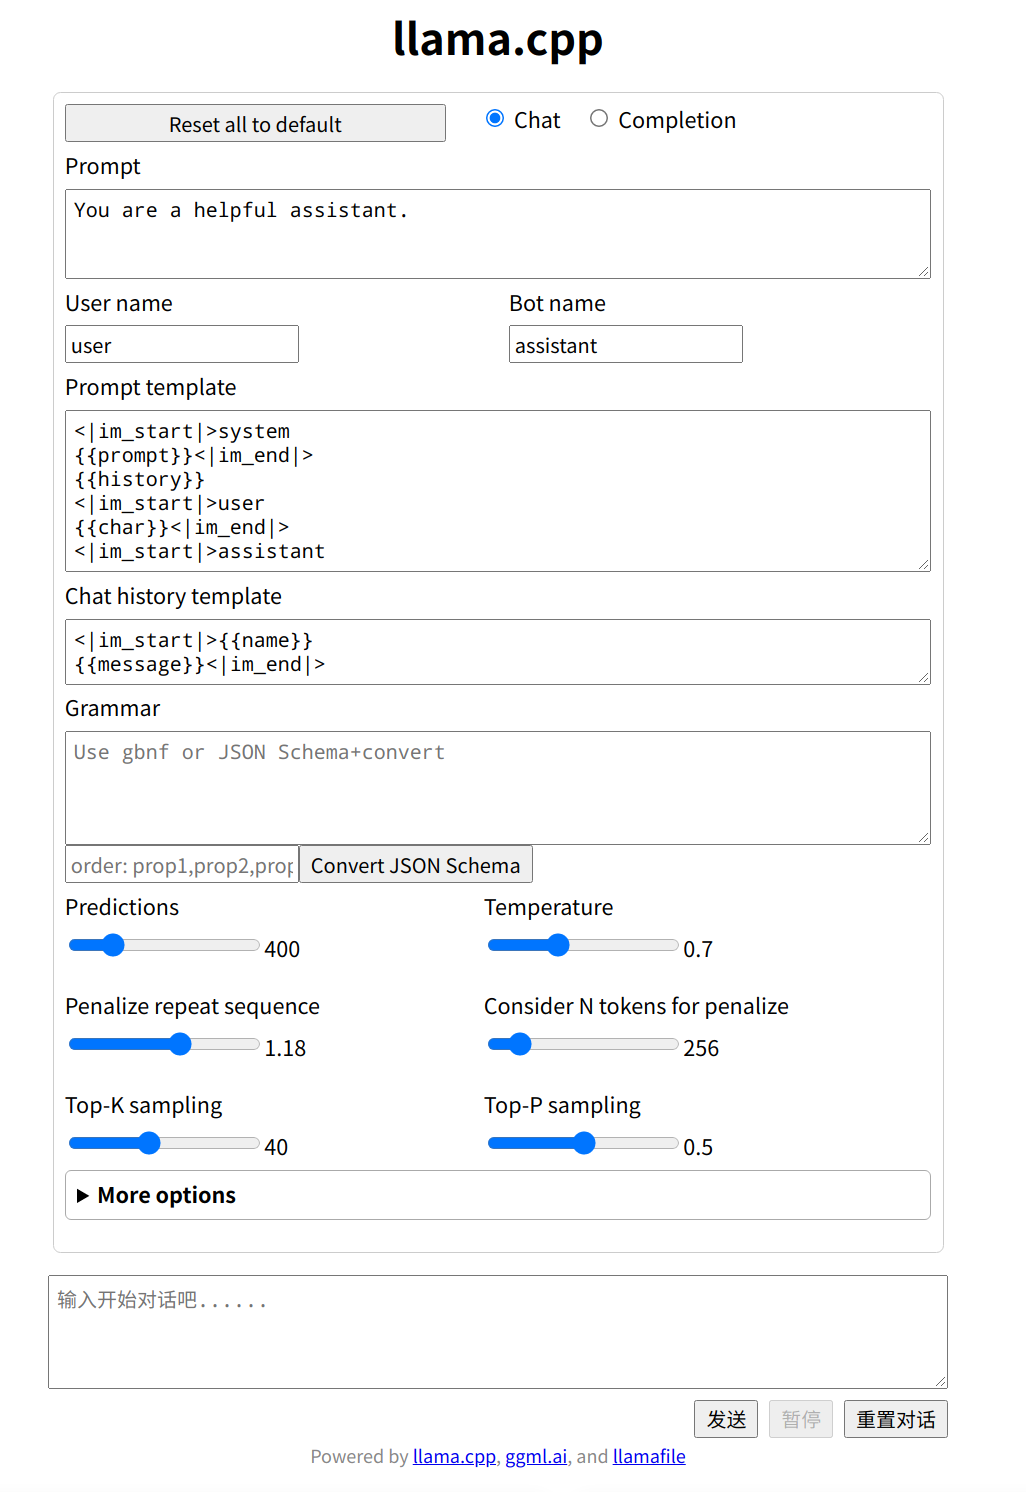 llama.cpp
Reset all to default
Chat
Completion
Prompt
You are a helpful assistant.
User name
Bot name
user
assistant
Prompt template
<|im_start|>system
{{prompt}}<|im_end|>
{{history}}
<|im_start|>user
{{char}}<|im_end|>
<|im_start|>assistant
Chat history template
<|im_start|>{{name}}
{{message}}<|im_end|>
Grammar
Use gbnf or JSON Schema+convert
order: prop1,prop2,prop
Convert JSON Schema
Predictions
Temperature
400
0.7
Penalize repeat sequence
Consider N tokens for penalize
1.18
256
Top-K sampling
Top-P sampling
40
0.5
More options
输入开始对话吧......
发送
暂停
重置对话
Powered by llama.cpp, ggml.ai, and llamafile